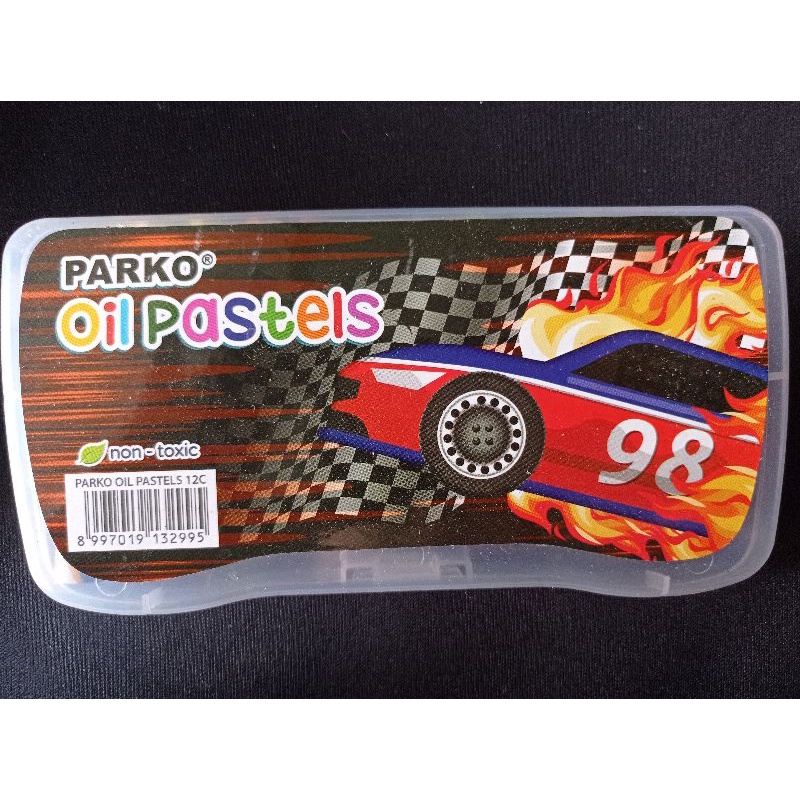 PARKO®
Oil Pastels
non-toxic
PARKO OIL PASTELS 12C
8 997019 132995
98